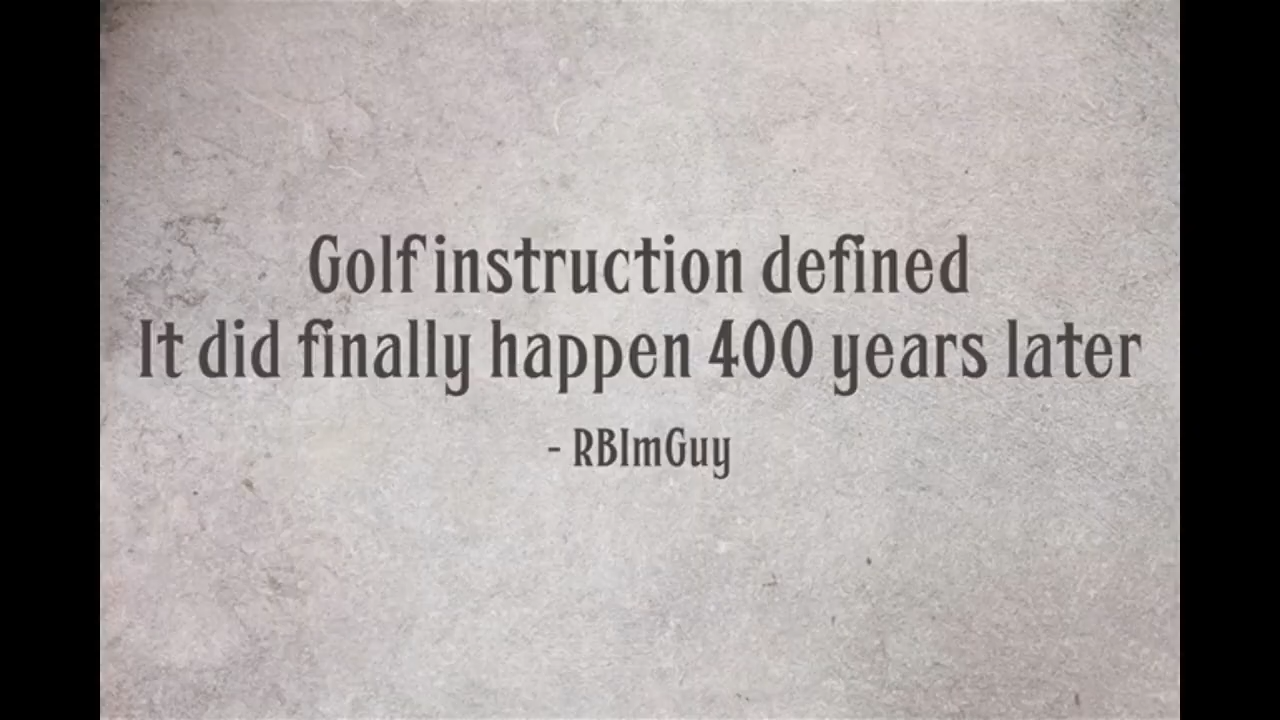 Golf instruction defined
It did finally happen 400 years later
- RBImGuy